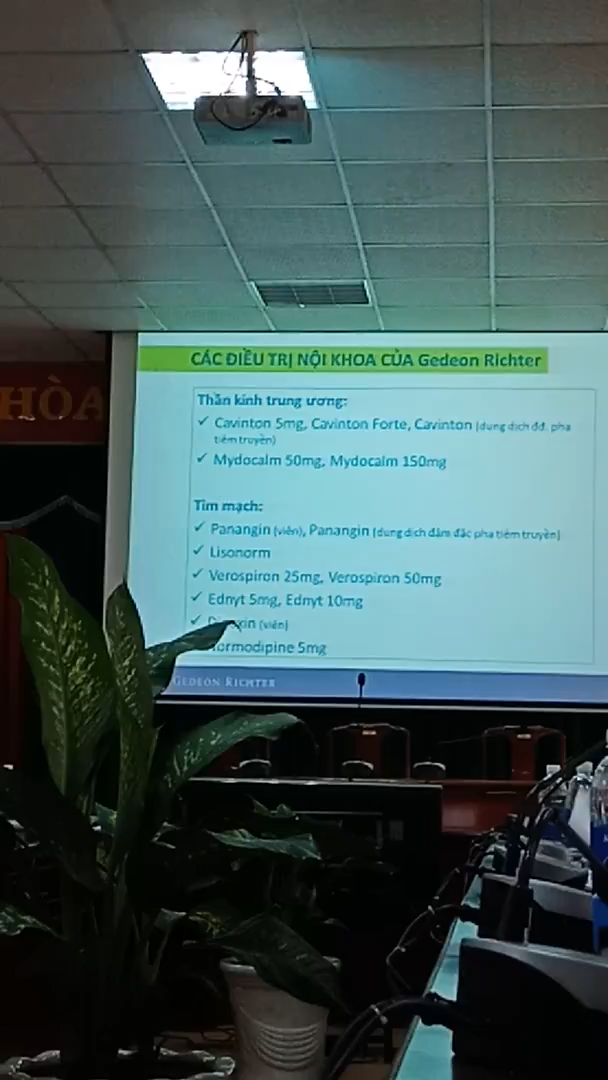 HÒA
CÁC ĐIỀU TRỊ NỘI KHOA CỦA Gedeon Richter
Thần kinh trung ương:
✓ Cavinton 5mg, Cavinton Forte, Cavinton (dung dịch đđ. pha
tiêm truyền)
✓ Mydocalm 50mg, Mydocalm 150mg
Tim mạch:
✓ Panangin (viên), Panangin (dung dịch đậm đặc pha tiêm truyền)
✓ Lisonorm
✓ Verospiron 25mg, Verospiron 50mg
✓ Ednyt 5mg, Ednyt 10mg
✓ (viên)
ormodipine 5mg
GEDEON RICHTER